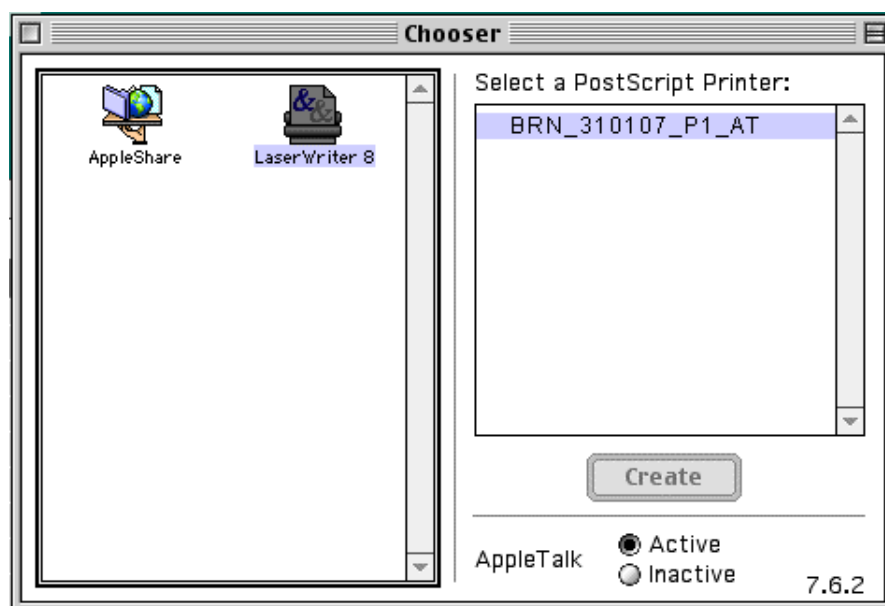 Chooser
AppleShare
LaserWriter 8
Select a PostScript Printer:
BRN_310107_P1_AT
Create
AppleTalk
Active
Inactive
7.6.2